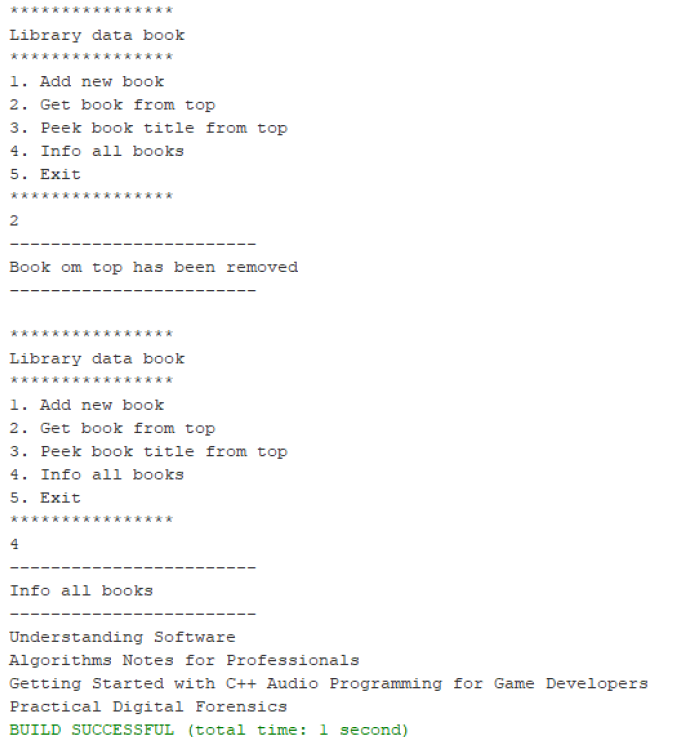 ****************
Library data book
****************
1. Add new book
2. Get book from top
3. Peek book title from top
4. Info all books
5. Exit
****************
2
------------------------
Book om top has been removed
------------------------
****************
Library data book
****************
1. Add new book
2. Get book from top
3. Peek book title from top
4. Info all books
5. Exit
****************
4
------------------------
Info all books
------------------------
Understanding Software
Algorithms Notes for Professionals
Getting Started with C++ Audio Programming for Game Developers
Practical Digital Forensics
BUILD SUCCESSFUL (total time: 1 second)